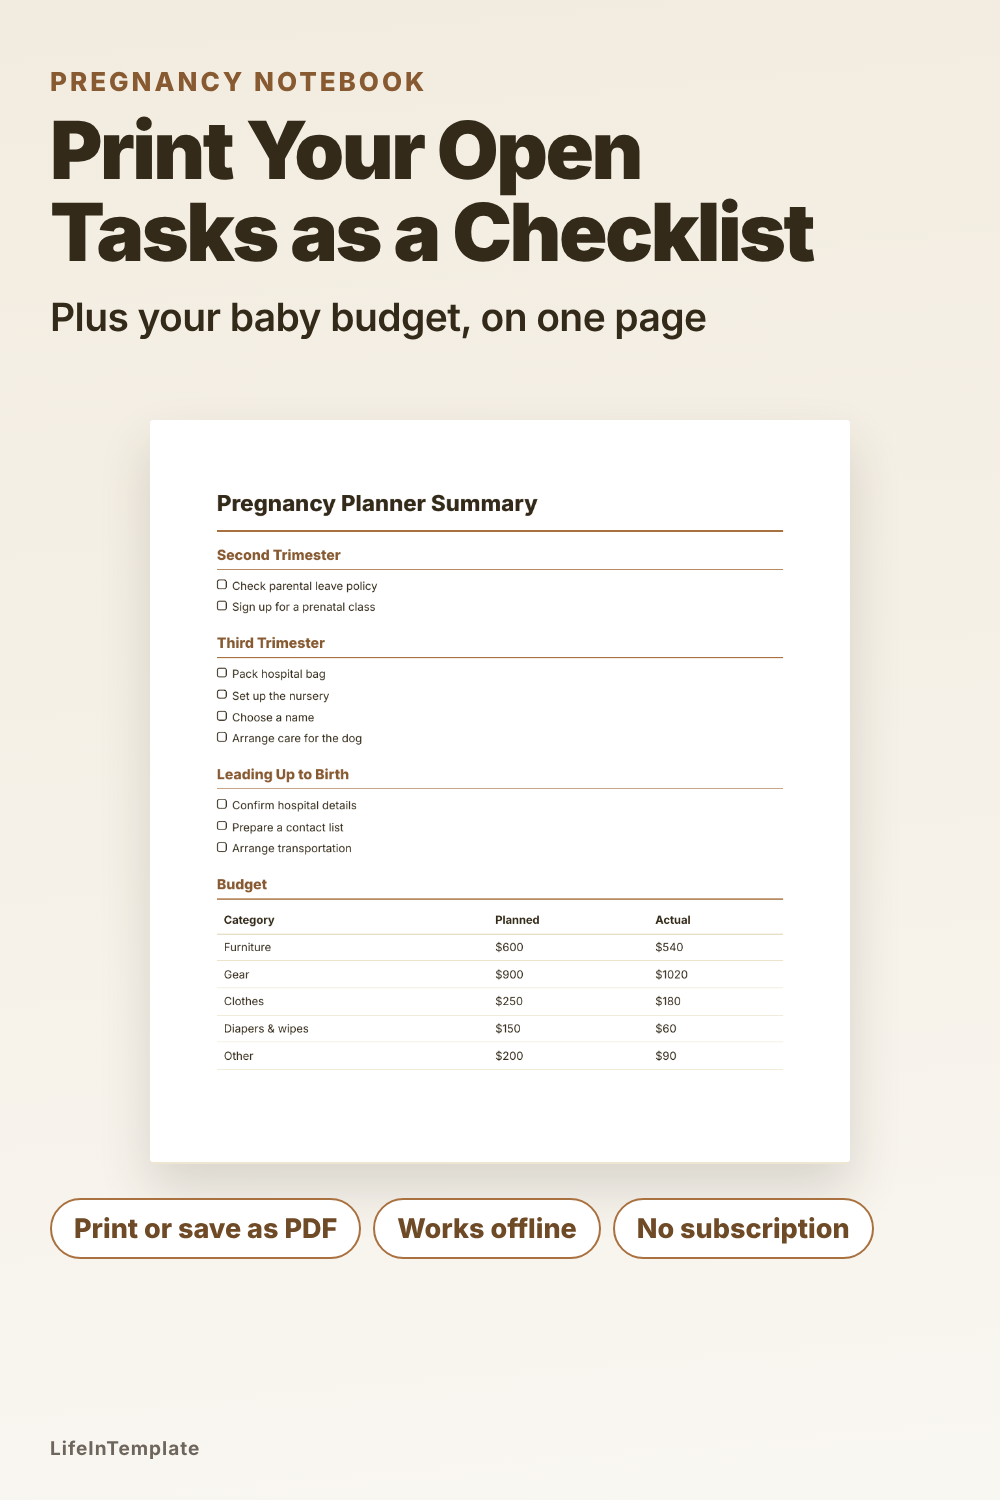 PREGNANCY NOTEBOOK
Print Your Open
Tasks as a Checklist
Plus your baby budget, on one page
Pregnancy Planner Summary
Second Trimester
Check parental leave policy
Sign up for a prenatal class
Third Trimester
Pack hospital bag
Set up the nursery
Choose a name
Arrange care for the dog
Leading Up to Birth
Confirm hospital details
Prepare a contact list
Arrange transportation
Budget
Category Planned Actual
Furniture $600 $540
Gear $900 $1020
Clothes $250 $180
Diapers & wipes $150 $60
Other $200 $90
Print or save as PDF Works offline No subscription
LifeInTemplate